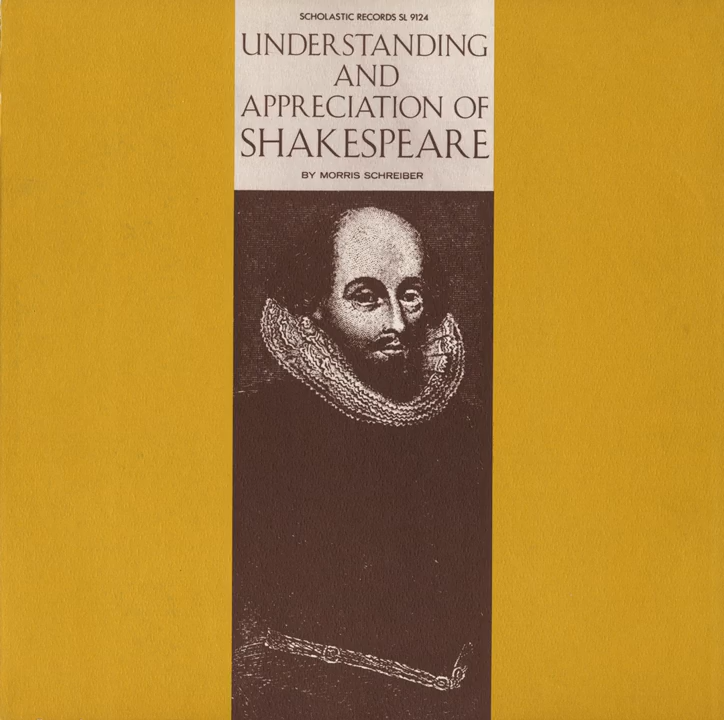 SCHOLASTIC RECORDS SL 9124
UNDERSTANDING
AND
APPRECIATION OF
SHAKESPEARE
BY MORRIS SCHREIBER